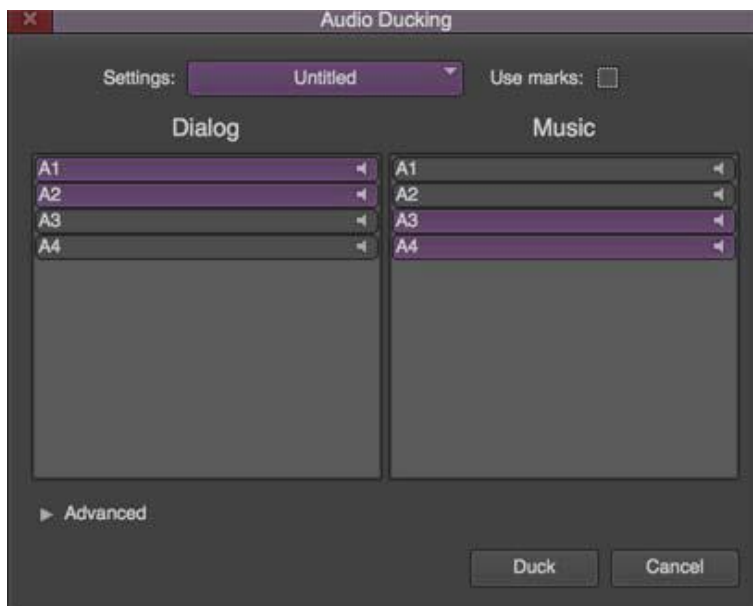 Audio Ducking
Settings: Untitled Use marks:
Dialog Music
A1 A1
A2 A2
A3 A3
A4 A4
Advanced
Duck Cancel